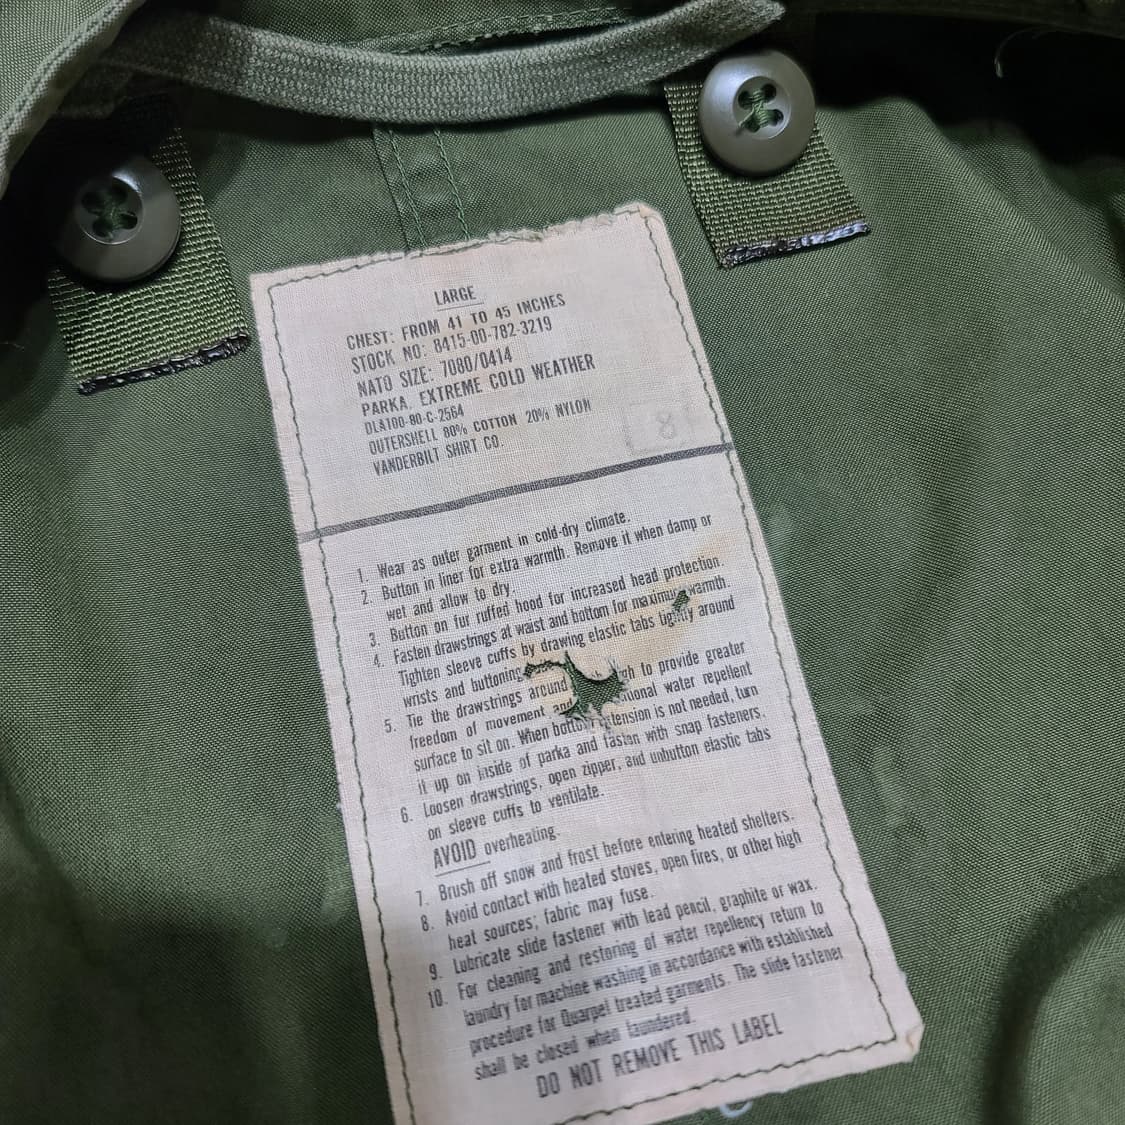 LARGE
CHEST: FROM 41 TO 45 INCHES
STOCK NO: 8415-00-782-3219
NATO SIZE: 7080/0414
PARKA, EXTREME COLD WEATHER
DLA100-80-C-2564
OUTERSHELL 80% COTTON 20% NYLON
VANDERBILT SHIRT CO.
8
1. Wear as outer garment in cold-dry climate.
2. Button in liner for extra warmth. Remove it when damp or
wet and allow to dry.
3. Button on fur ruffed hood for increased head protection.
4. Fasten drawstrings at waist and bottom for maximum warmth.
Tighten sleeve cuffs by drawing elastic tabs tightly around
wrists and buttoning
5. Tie the drawstrings around to provide greater
freedom of movement and water repellent
surface to sit on. When bottom extension is not needed, turn
it up on inside of parka and fasten with snap fasteners.
6. Loosen drawstrings, open zipper, and unbutton elastic tabs
on sleeve cuffs to ventilate.
AVOID overheating.
7. Brush off snow and frost before entering heated shelters.
8. Avoid contact with heated stoves, open fires, or other high
heat sources; fabric may fuse.
9. Lubricate slide fastener with lead pencil, graphite or wax.
10. For cleaning and restoring of water repellency return to
laundry for machine washing in accordance with established
procedure for Quarpel treated garments. The slide fastener
shall be closed when laundered.
DO NOT REMOVE THIS LABEL